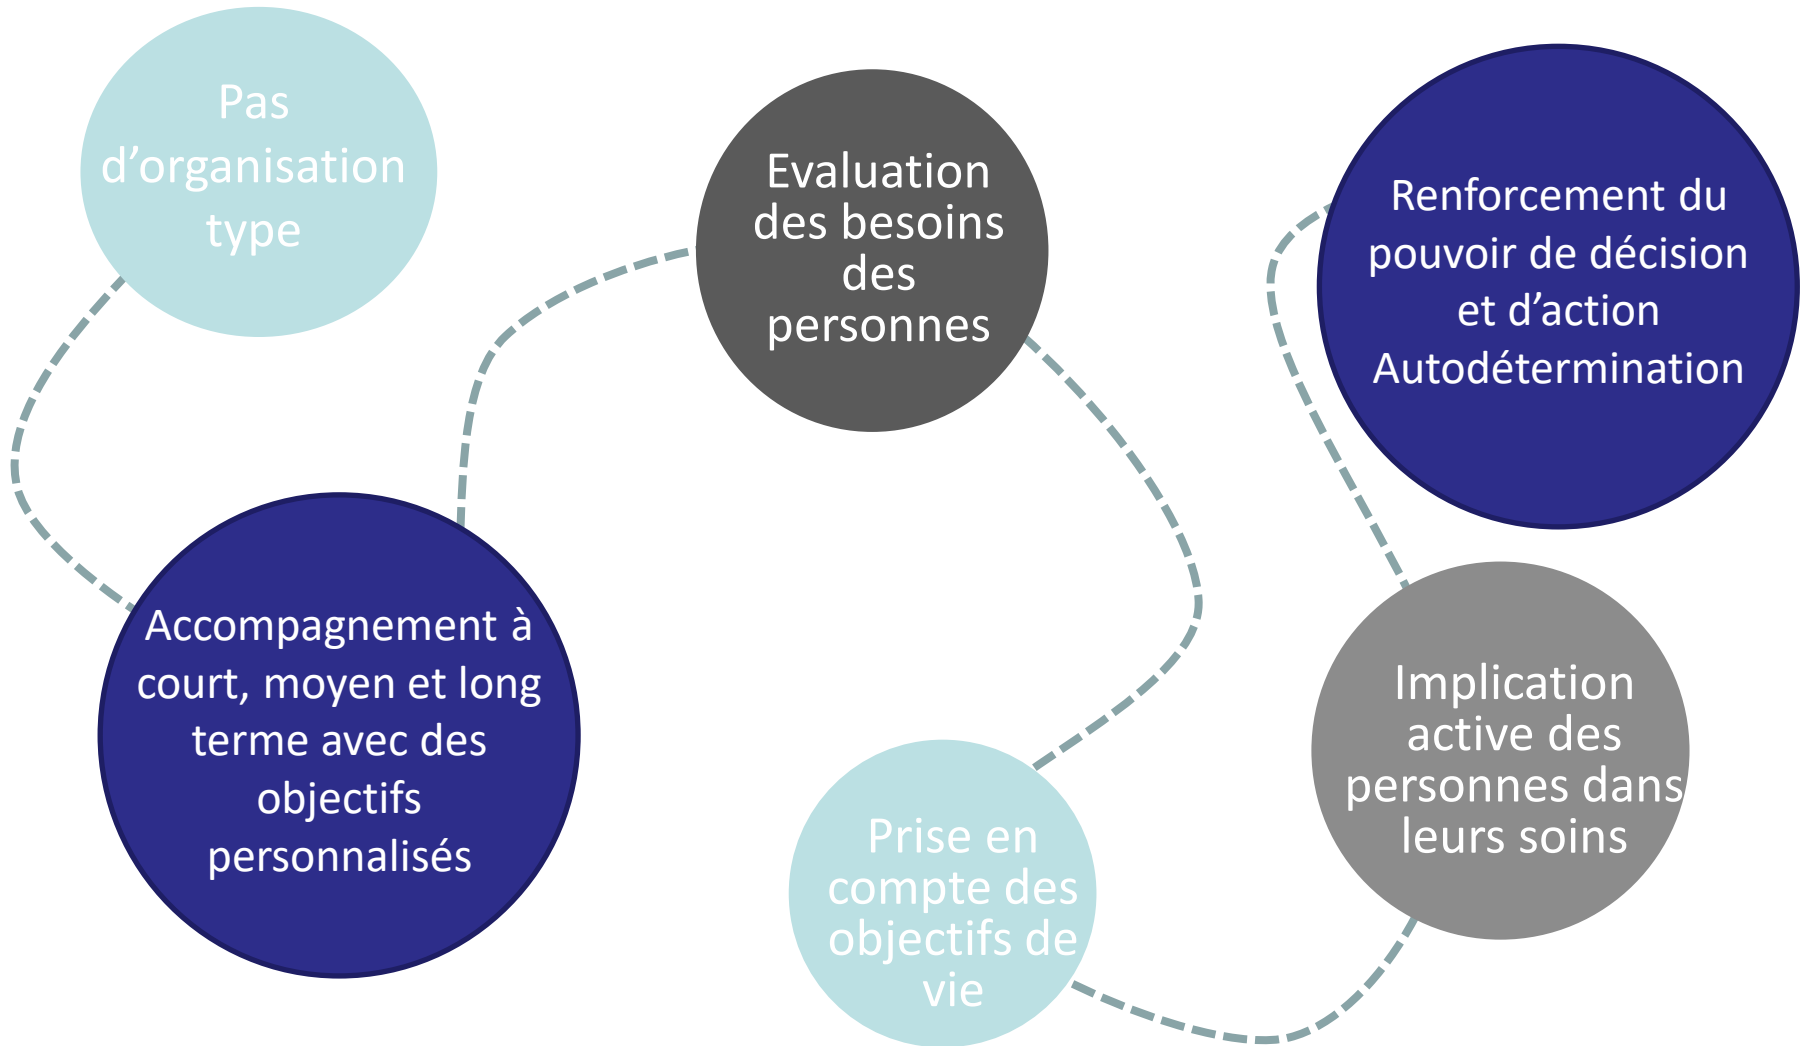 Pas
d’organisation
type
Accompagnement à
court, moyen et long
terme avec des
objectifs
personnalisés
Evaluation
des besoins
des
personnes
Prise en
compte des
objectifs de
vie
Implication
active des
personnes dans
leurs soins
Renforcement du
pouvoir de décision
et d’action
Autodétermination